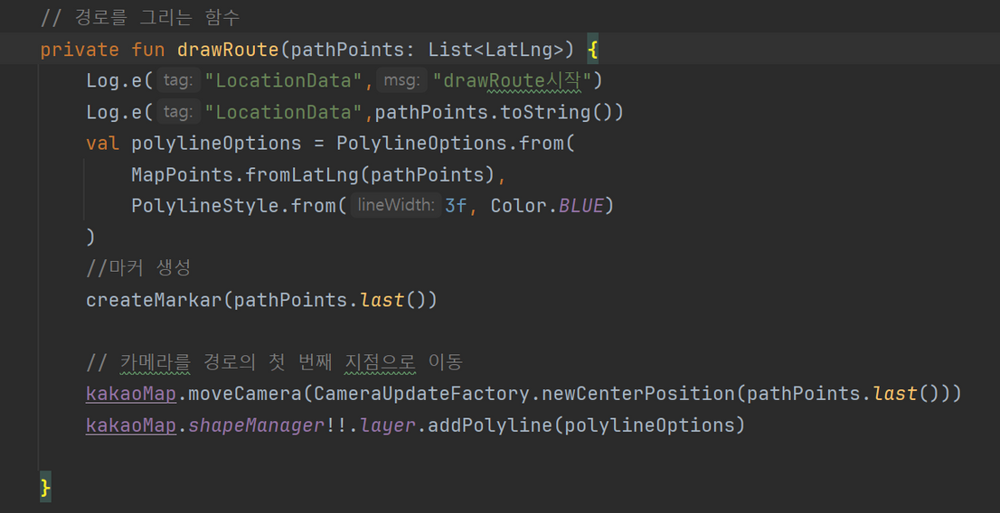 // 경로를 그리는 함수
private fun drawRoute(pathPoints: List<LatLng>) {
Log.e( tag: "LocationData", msg: "drawRoute시작")
Log.e( tag: "LocationData",pathPoints.toString())
val polylineOptions = PolylineOptions.from(
MapPoints.fromLatLng(pathPoints),
PolylineStyle.from( lineWidth: 3f, Color.BLUE)
)
//마커 생성
createMarkar(pathPoints.last())
// 카메라를 경로의 첫 번째 지점으로 이동
kakaoMap.moveCamera(CameraUpdateFactory.newCenterPosition(pathPoints.last()))
kakaoMap.shapeManager!!.layer.addPolyline(polylineOptions)
}